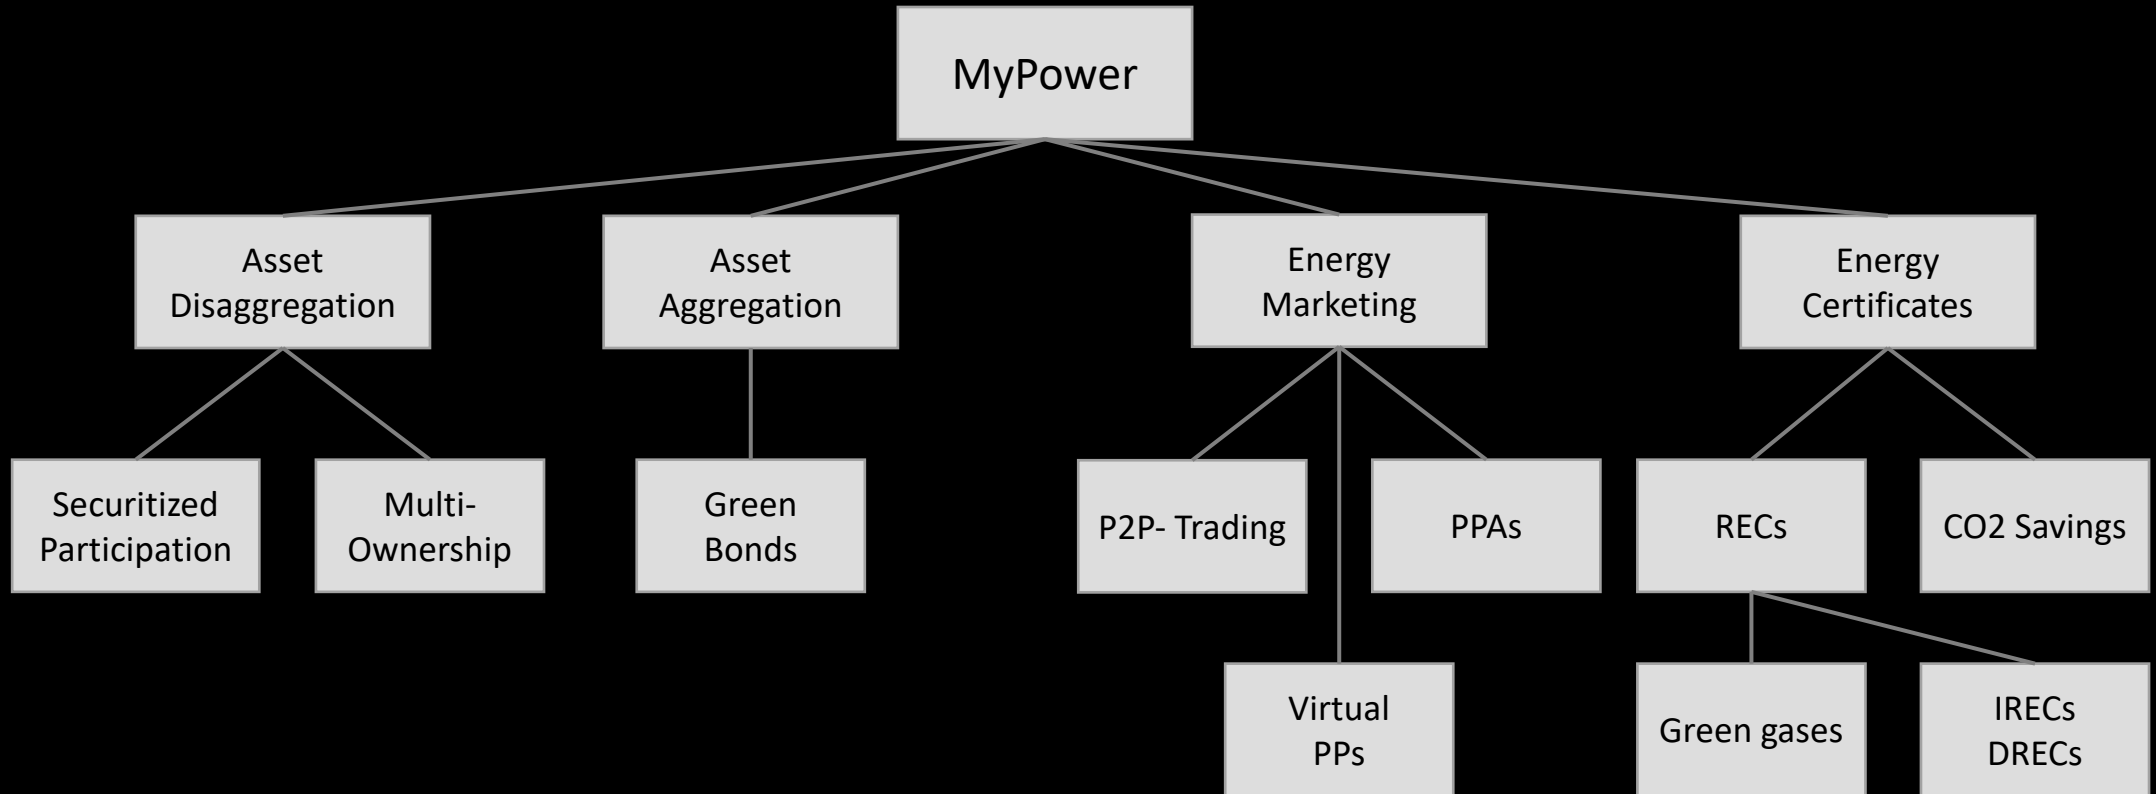 MyPower
Asset
Disaggregation
Asset
Aggregation
Energy
Marketing
Energy
Certificates
Securitized
Participation
Multi-
Ownership
Green
Bonds
P2P- Trading
PPAs
RECs
CO2 Savings
Virtual
PPs
Green gases
IRECs
DRECs